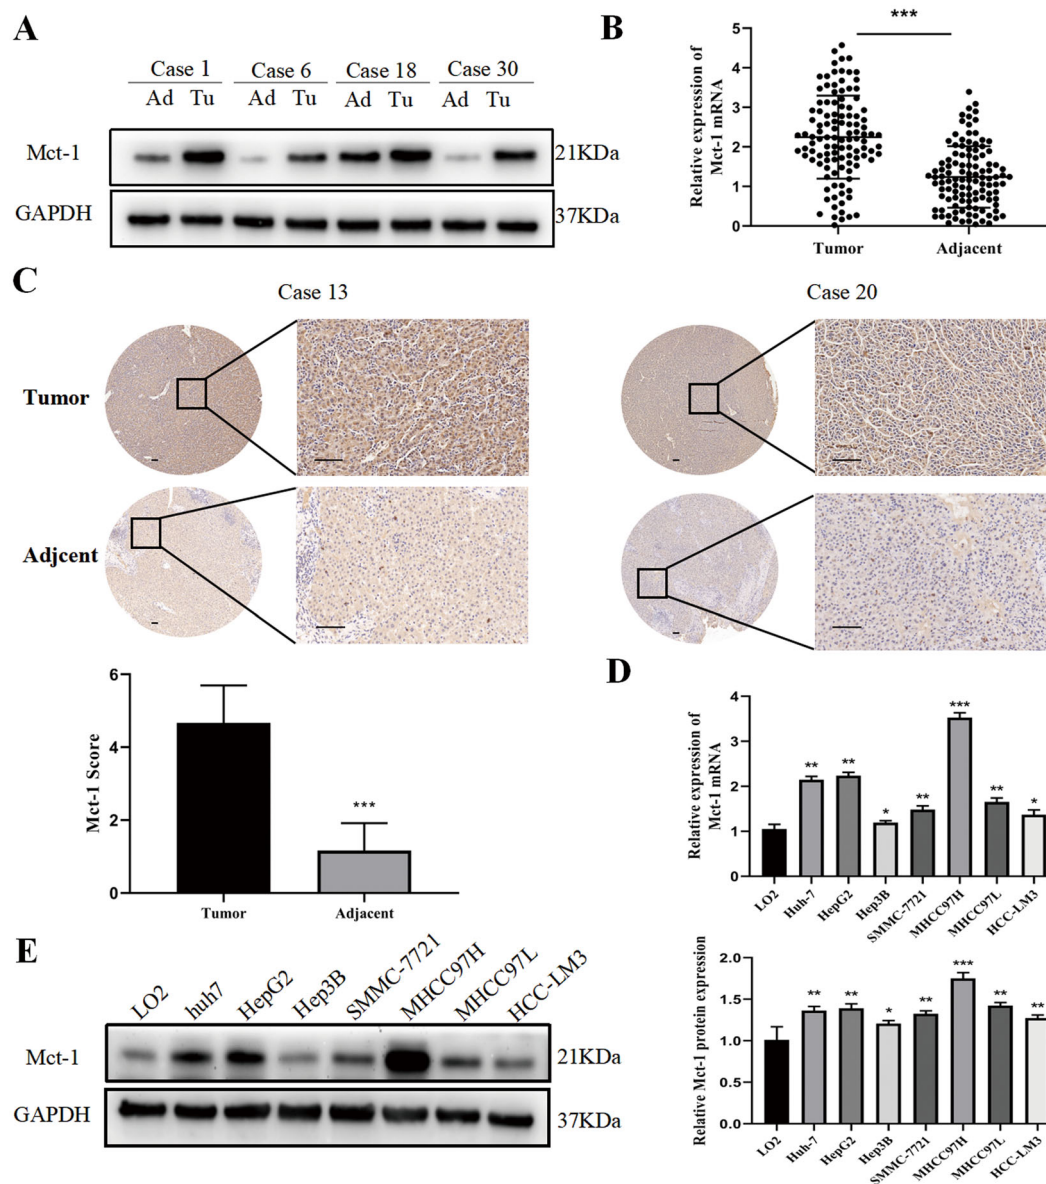 A
Case 1 Case 6 Case 18 Case 30
Ad Tu Ad Tu Ad Tu Ad Tu
Mct-1 21KDa
GAPDH 37KDa
B
***
Relative expression of
Mct-1 mRNA
5
4
3
2
1
0
Tumor Adjacent
C
Case 13 Case 20
Tumor
Adjcent
Mct-1 Score
6
4
2
0
***
Tumor Adjacent
D
Relative expression of
Mct-1 mRNA
4
3
2
1
0
** ** * ** *** ** *
LO2 Huh-7 HepG2 Hep3B SMMC-7721 MHCC97H MHCC97L HCC-LM3
Relative Mct-1 protein expression
2.0
1.5
1.0
0.5
0.0
** ** * ** *** ** **
LO2 Huh-7 HepG2 Hep3B SMMC-7721 MHCC97H MHCC97L HCC-LM3
E
LO2 huh7 HepG2 Hep3B SMMC-7721 MHCC97H MHCC97L HCC-LM3
Mct-1 21KDa
GAPDH 37KDa